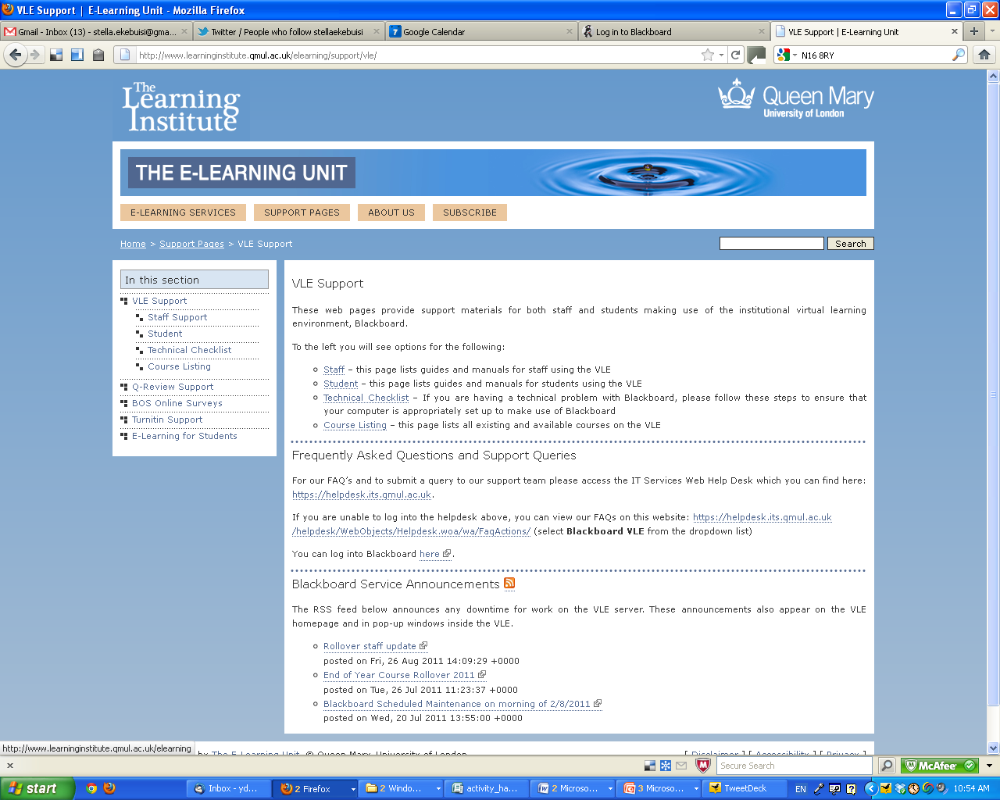 VLE Support | E-Learning Unit - Mozilla Firefox
Gmail - Inbox (13) - stella.ekebuisi@gma...
Twitter / People who follow stellaekebuisi
7 Google Calendar
Log in to Blackboard
VLE Support | E-Learning Unit
http://www.learninginstitute.qmul.ac.uk/elearning/support/vle/
N16 8RY
The
Learning
Institute
Queen Mary
University of London
THE E-LEARNING UNIT
E-LEARNING SERVICES
SUPPORT PAGES
ABOUT US
SUBSCRIBE
Home > Support Pages > VLE Support
Search
In this section
VLE Support
Staff Support
Student
Technical Checklist
Course Listing
Q-Review Support
BOS Online Surveys
Turnitin Support
E-Learning for Students
VLE Support
These web pages provide support materials for both staff and students making use of the institutional virtual learning
environment, Blackboard.
To the left you will see options for the following:
Staff – this page lists guides and manuals for staff using the VLE
Student – this page lists guides and manuals for students using the VLE
Technical Checklist – If you are having a technical problem with Blackboard, please follow these steps to ensure that
your computer is appropriately set up to make use of Blackboard
Course Listing – this page lists all existing and available courses on the VLE
Frequently Asked Questions and Support Queries
For our FAQ's and to submit a query to our support team please access the IT Services Web Help Desk which you can find here:
https://helpdesk.its.qmul.ac.uk.
If you are unable to log into the helpdesk above, you can view our FAQs on this website: https://helpdesk.its.qmul.ac.uk
/helpdesk/WebObjects/Helpdesk.woa/wa/FaqActions/ (select Blackboard VLE from the dropdown list)
You can log into Blackboard here.
Blackboard Service Announcements
The RSS feed below announces any downtime for work on the VLE server. These announcements also appear on the VLE
homepage and in pop-up windows inside the VLE.
Rollover staff update
posted on Fri, 26 Aug 2011 14:09:29 +0000
End of Year Course Rollover 2011
posted on Tue, 26 Jul 2011 11:23:37 +0000
Blackboard Scheduled Maintenance on morning of 2/8/2011
posted on Wed, 20 Jul 2011 13:55:00 +0000
http://www.learninginstitute.qmul.ac.uk/elearning
by The E-Learning Unit. © Queen Mary, University of London
[ Disclaimer ] [ Accessibility ] [ Privacy ]
x
Secure Search
McAfee
start
Inbox - yd...
2 Firefox
2 Windo...
activity_ha...
2 Microso...
3 Microso...
TweetDeck
EN
10:54 AM